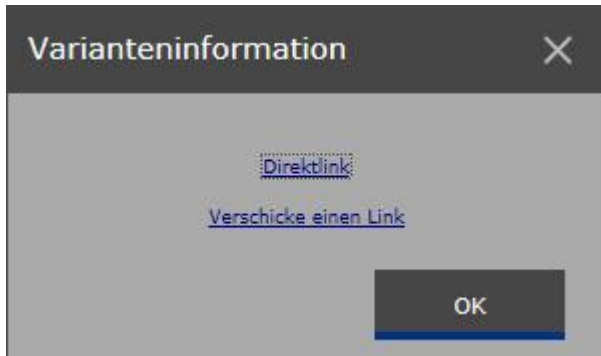 Varianteninformation
Direktlink
Verschicke einen Link
OK